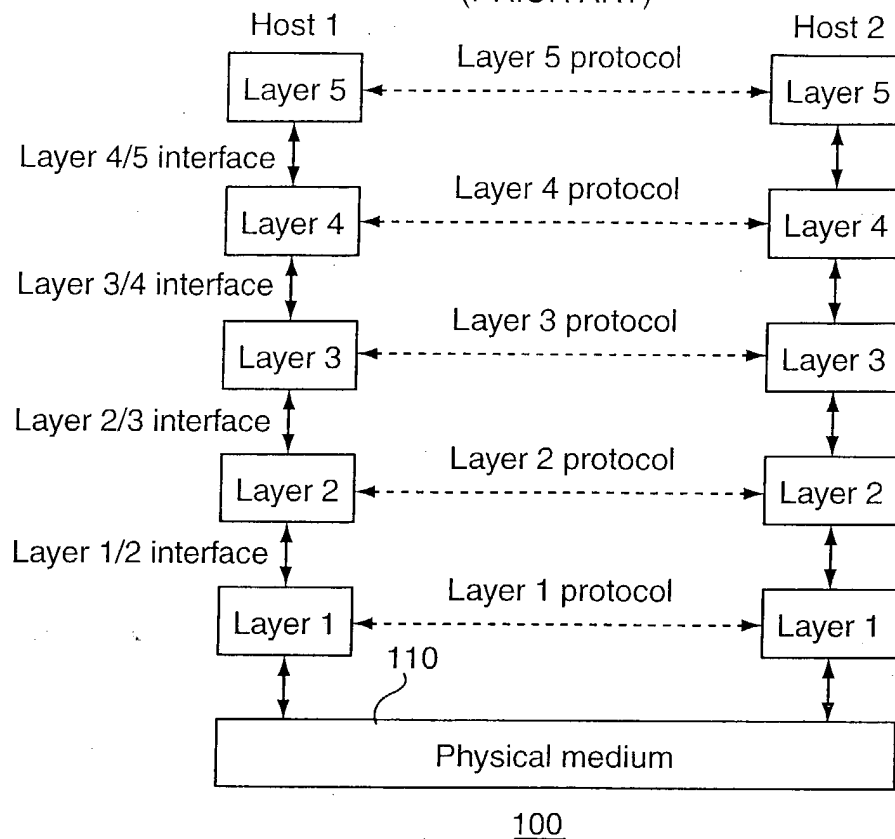 (PRIOR ART)
Host 1
Host 2
Layer 5 protocol
Layer 5
Layer 5
Layer 4/5 interface
Layer 4 protocol
Layer 4
Layer 4
Layer 3/4 interface
Layer 3 protocol
Layer 3
Layer 3
Layer 2/3 interface
Layer 2 protocol
Layer 2
Layer 2
Layer 1/2 interface
Layer 1 protocol
Layer 1
Layer 1
110
Physical medium
100